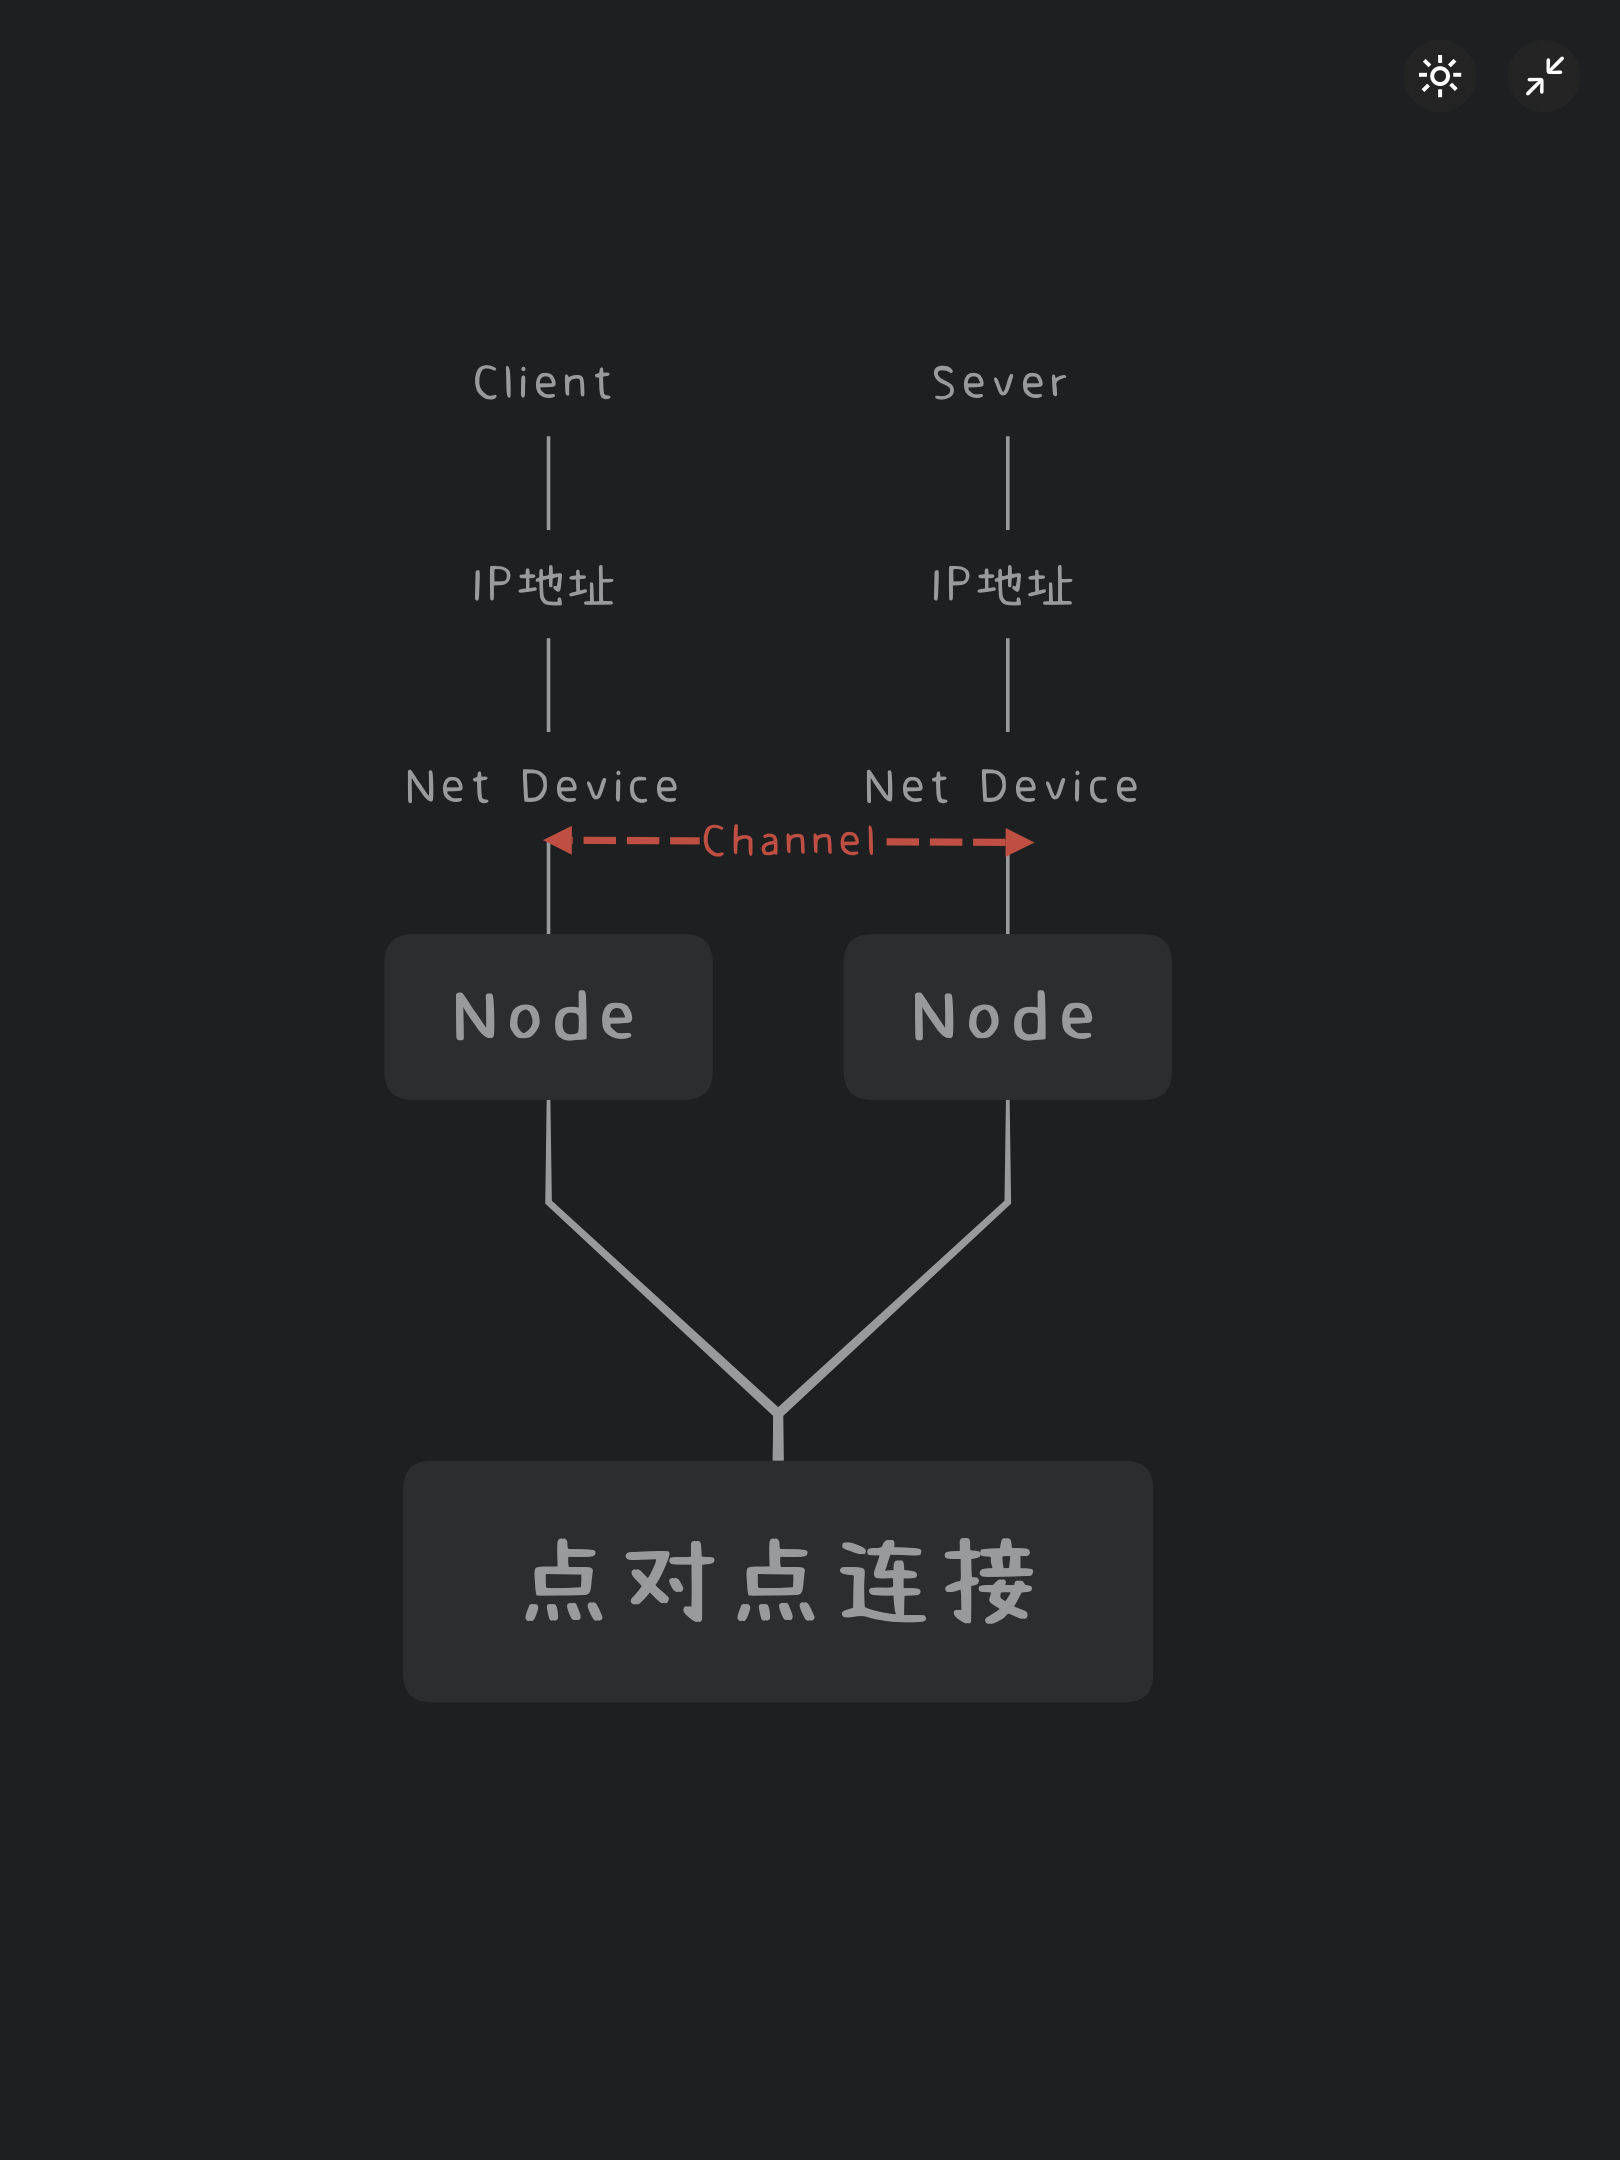 Client
Sever
IP地址
IP地址
Net Device
Net Device
Channel
Node
Node
点对点连接